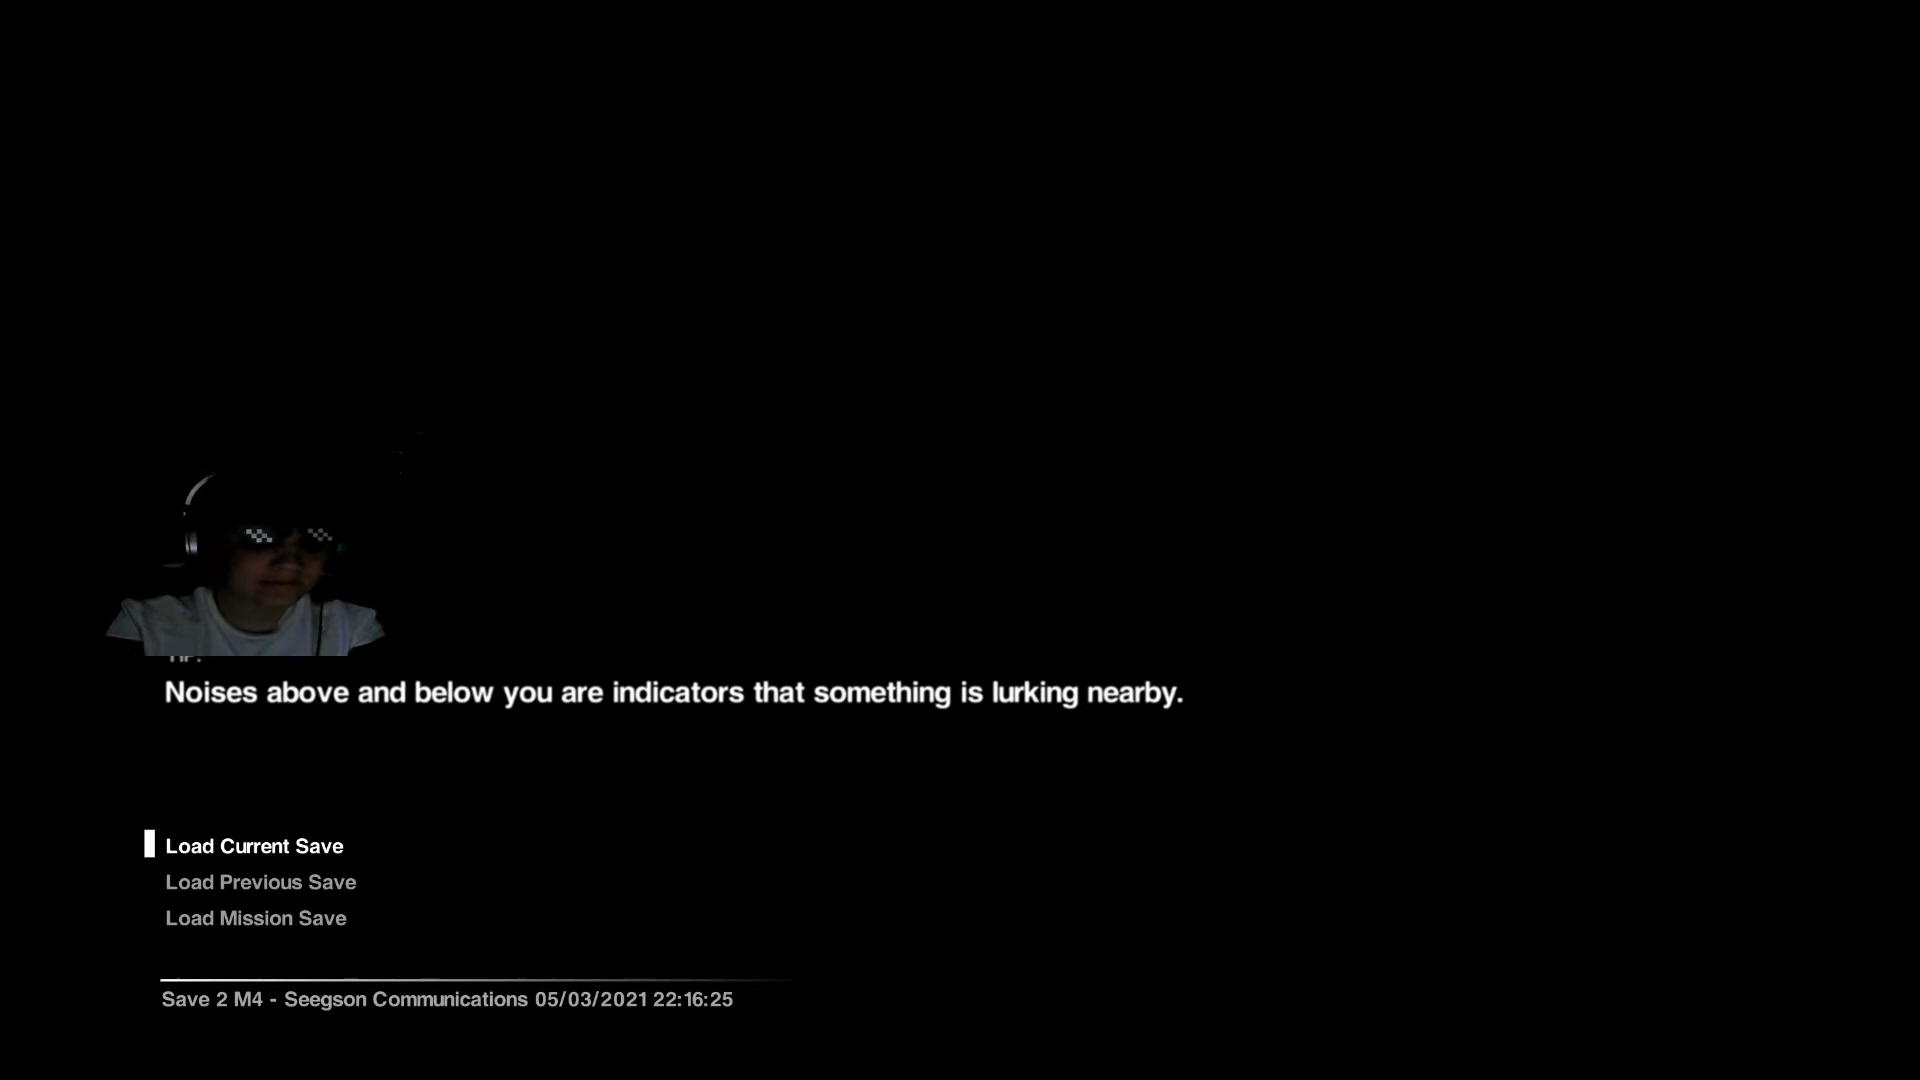 TIP:
Noises above and below you are indicators that something is lurking nearby.
Load Current Save
Load Previous Save
Load Mission Save
Save 2 M4 - Seegson Communications 05/03/2021 22:16:25